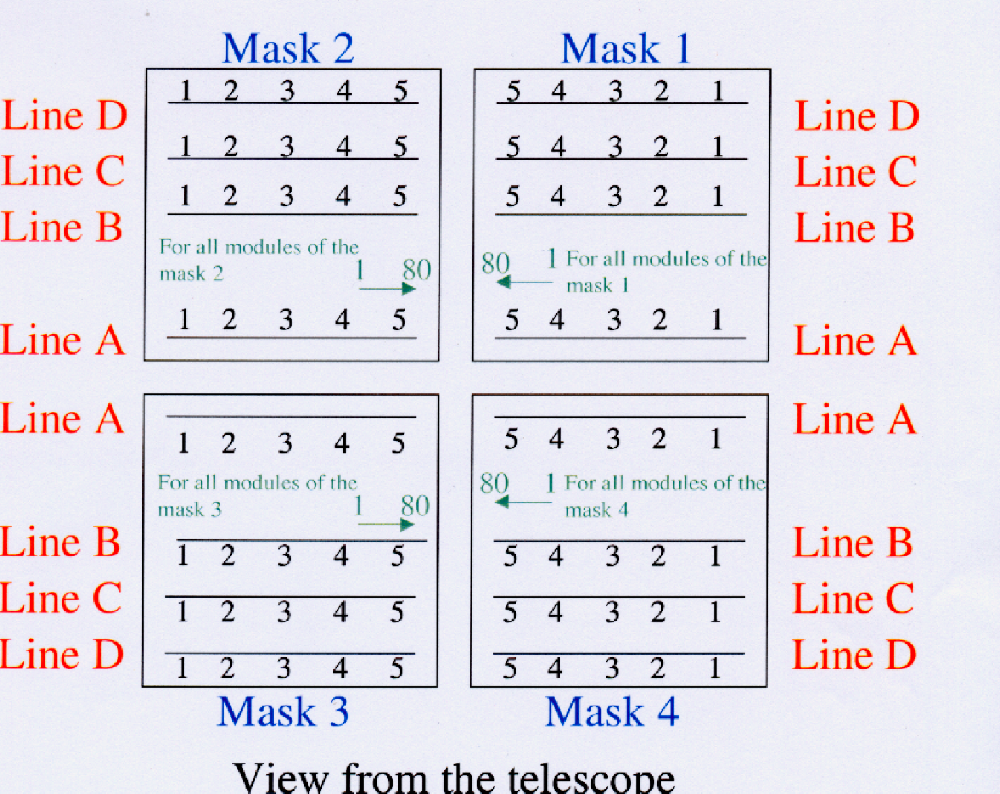 Mask 2 Mask 1
1 2 3 4 5 5 4 3 2 1
Line D Line D
1 2 3 4 5 5 4 3 2 1
Line C Line C
1 2 3 4 5 5 4 3 2 1
Line B Line B
For all modules of the
mask 2
1 80
80 1 For all modules of the
mask 1
1 2 3 4 5 5 4 3 2 1
Line A Line A
Line A Line A
1 2 3 4 5 5 4 3 2 1
For all modules of the
mask 3
1 80
80 1 For all modules of the
mask 4
Line B Line B
1 2 3 4 5 5 4 3 2 1
Line C Line C
1 2 3 4 5 5 4 3 2 1
Line D Line D
1 2 3 4 5 5 4 3 2 1
Mask 3 Mask 4
View from the telescope